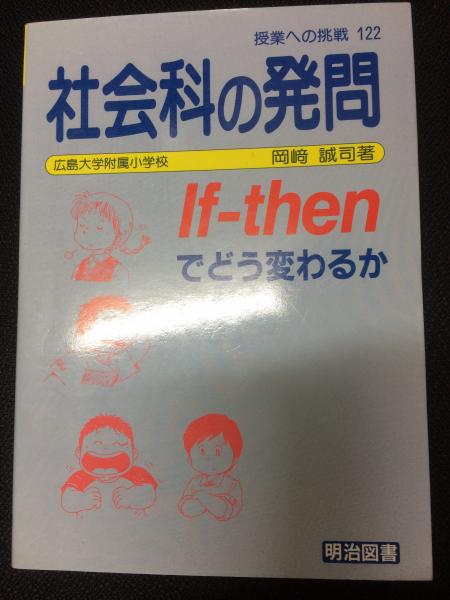 授業への挑戦 122
社会科の発問
広島大学附属小学校 岡﨑 誠司著
If-then
でどう変わるか
明治図書